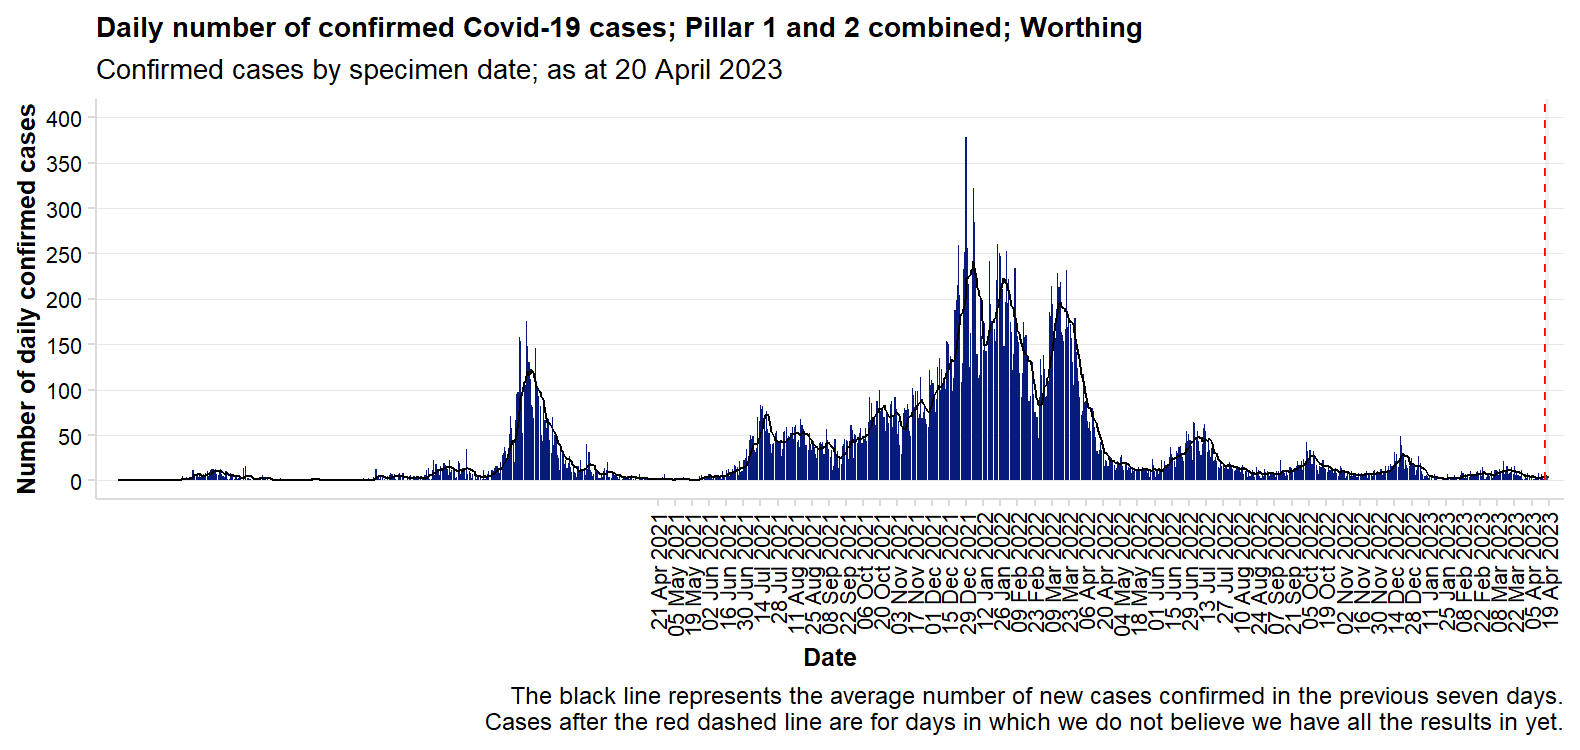 Daily number of confirmed Covid-19 cases; Pillar 1 and 2 combined; Worthing
Confirmed cases by specimen date; as at 20 April 2023
Number of daily confirmed cases
400
350
300
250
200
150
100
50
0
21 Apr 2021
05 May 2021
19 May 2021
02 Jun 2021
16 Jun 2021
30 Jun 2021
14 Jul 2021
28 Jul 2021
11 Aug 2021
25 Aug 2021
08 Sep 2021
22 Sep 2021
06 Oct 2021
20 Oct 2021
03 Nov 2021
17 Nov 2021
01 Dec 2021
15 Dec 2021
29 Dec 2021
12 Jan 2022
26 Jan 2022
09 Feb 2022
23 Feb 2022
09 Mar 2022
23 Mar 2022
06 Apr 2022
20 Apr 2022
04 May 2022
18 May 2022
01 Jun 2022
15 Jun 2022
29 Jun 2022
13 Jul 2022
27 Jul 2022
10 Aug 2022
24 Aug 2022
07 Sep 2022
21 Sep 2022
05 Oct 2022
19 Oct 2022
02 Nov 2022
16 Nov 2022
30 Nov 2022
14 Dec 2022
28 Dec 2022
11 Jan 2023
25 Jan 2023
08 Feb 2023
22 Feb 2023
08 Mar 2023
22 Mar 2023
05 Apr 2023
19 Apr 2023
Date
The black line represents the average number of new cases confirmed in the previous seven days.
Cases after the red dashed line are for days in which we do not believe we have all the results in yet.